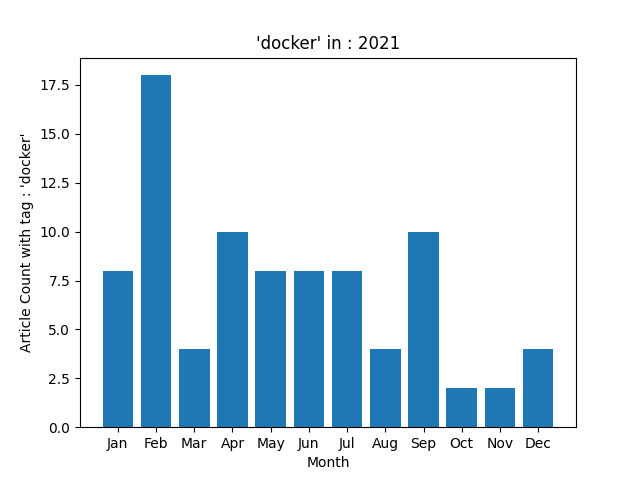 'docker' in : 2021
Article Count with tag : 'docker'
17.5
15.0
12.5
10.0
7.5
5.0
2.5
0.0
Jan Feb Mar Apr May Jun Jul Aug Sep Oct Nov Dec
Month